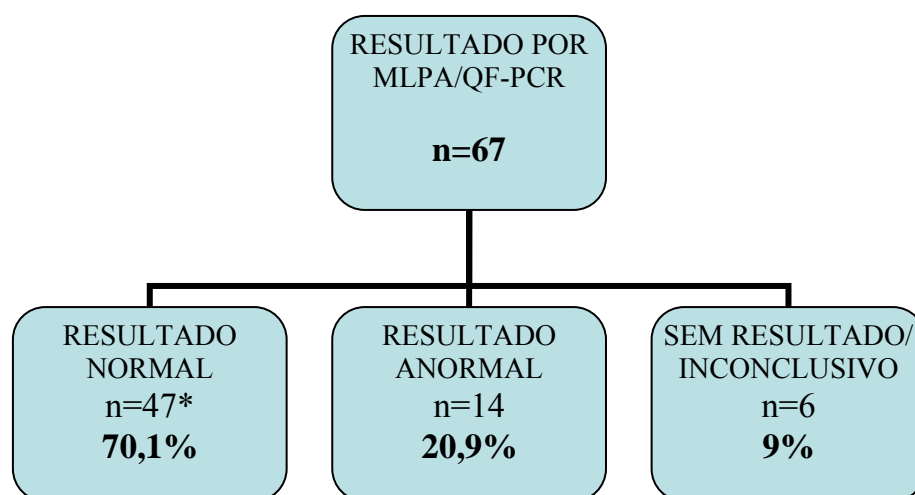 RESULTADO POR
MLPA/QF-PCR
n=67
RESULTADO
NORMAL
n=47*
70,1%
RESULTADO
ANORMAL
n=14
20,9%
SEM RESULTADO/
INCONCLUSIVO
n=6
9%